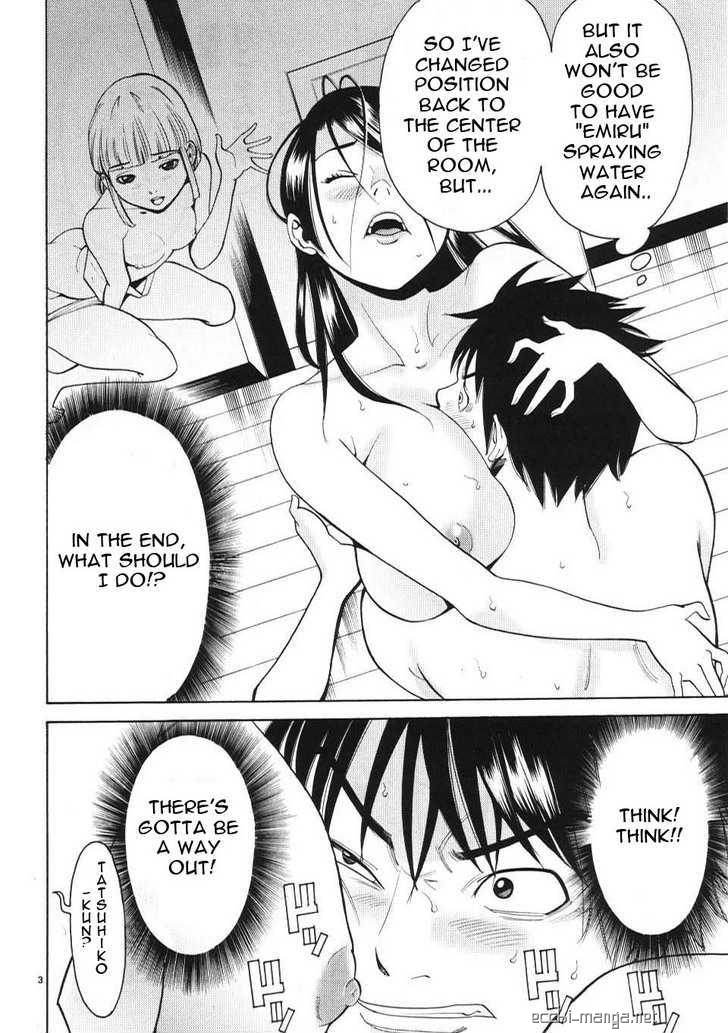 BUT IT
ALSO
WON'T BE
GOOD
TO HAVE
"EMIRU"
SPRAYING
WATER
AGAIN..
SO I'VE
CHANGED
POSITION
BACK TO
THE CENTER
OF THE
ROOM,
BUT...
IN THE END,
WHAT SHOULD
I DO!?
THINK!
THINK!!
THERE'S
GOTTA BE
A WAY
OUT!
TATSUHIKO
-KUN?
3
eccbi-manga.net